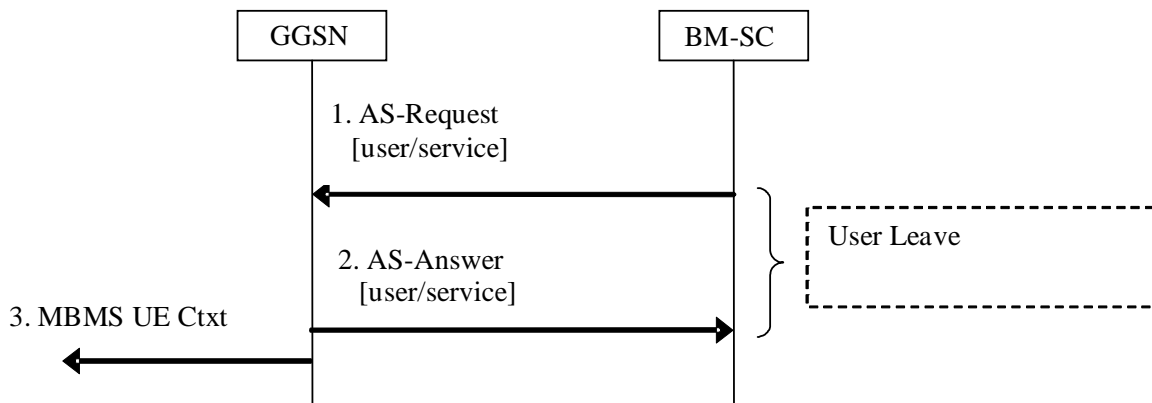 GGSN
BM-SC
1. AS-Request
[user/service]
User Leave
2. AS-Answer
[user/service]
3. MBMS UE Ctxt